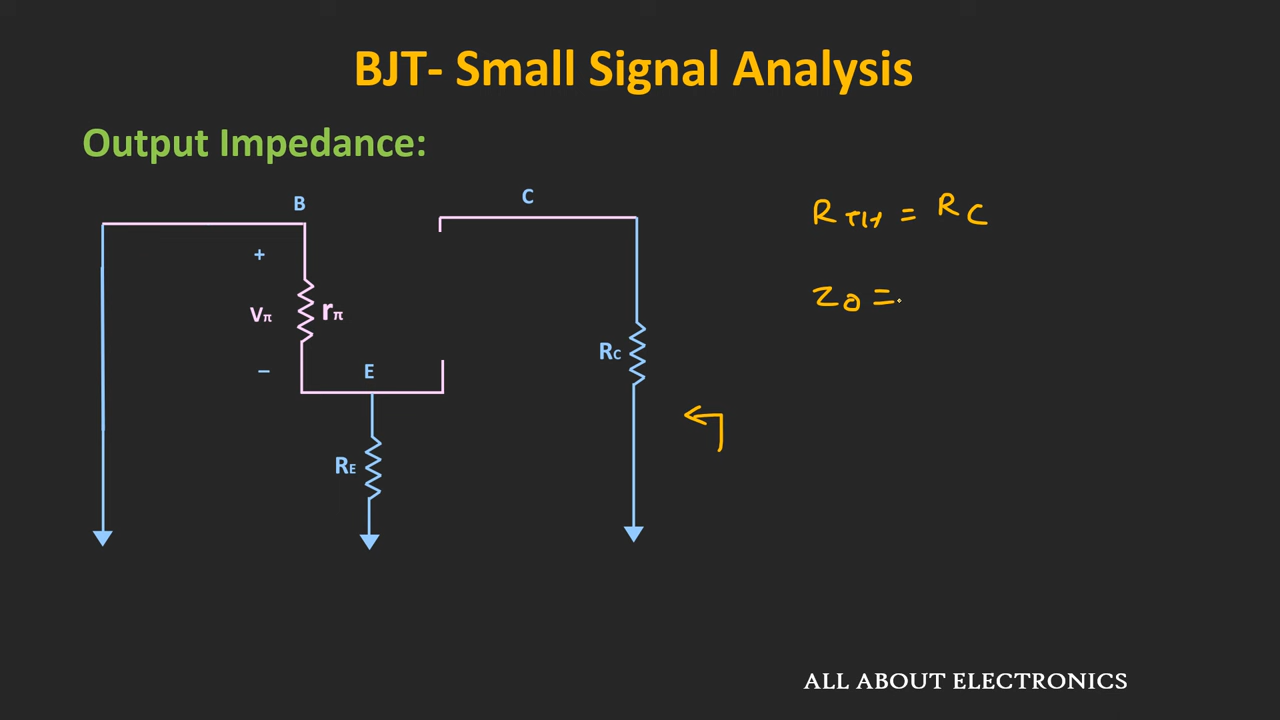 BJT- Small Signal Analysis
Output Impedance:
B
C
+
Vπ
rπ
–
E
RC
RE
RTH = RC
Zo =
ALL ABOUT ELECTRONICS